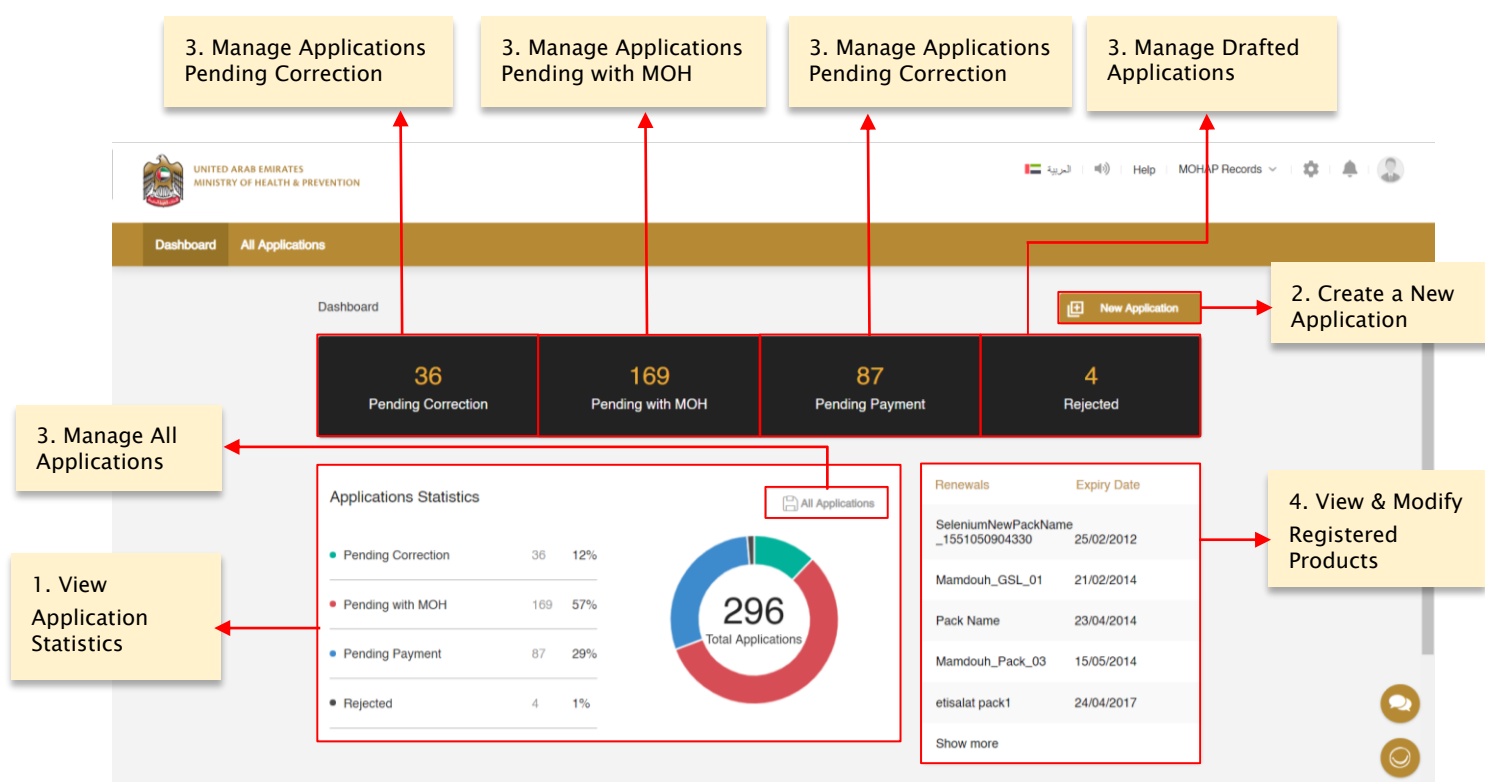 3. Manage Applications
Pending Correction
3. Manage Applications
Pending with MOH
3. Manage Applications
Pending Correction
3. Manage Drafted
Applications
UNITED ARAB EMIRATES
MINISTRY OF HEALTH & PREVENTION
العربية
Help
MOHAP Records
Dashboard
All Applications
Dashboard
New Application
2. Create a New
Application
36
Pending Correction
169
Pending with MOH
87
Pending Payment
4
Rejected
3. Manage All
Applications
Applications Statistics
All Applications
Pending Correction 36 12%
Pending with MOH 169 57%
Pending Payment 87 29%
Rejected 4 1%
296
Total Applications
1. View
Application
Statistics
Renewals Expiry Date
SeleniumNewPackName
_1551050904330 25/02/2012
Mamdouh_GSL_01 21/02/2014
Pack Name 23/04/2014
Mamdouh_Pack_03 15/05/2014
etisalat pack1 24/04/2017
Show more
4. View & Modify
Registered
Products